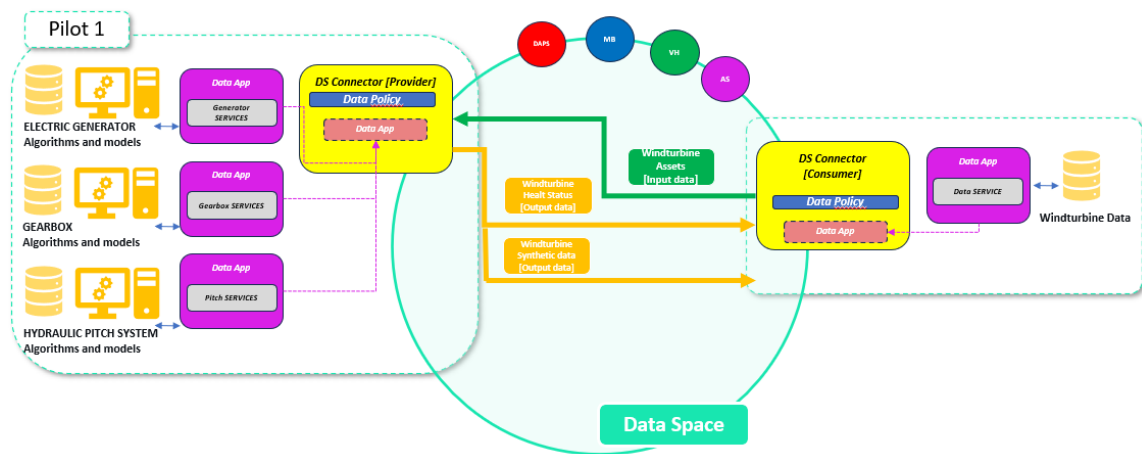 Pilot 1
DAPS
MB
VH
AS
Data App
Generator
SERVICES
ELECTRIC GENERATOR
Algorithms and models
Data App
Gearbox SERVICES
GEARBOX
Algorithms and models
Data App
Pitch SERVICES
HYDRAULIC PITCH SYSTEM
Algorithms and models
DS Connector [Provider]
Data Policy
Data App
Windturbine
Assets
[Input data]
Windturbine
Healt Status
[Output data]
Windturbine
Synthetic data
[Output data]
DS Connector
[Consumer]
Data Policy
Data App
Data App
Data SERVICE
Windturbine Data
Data Space